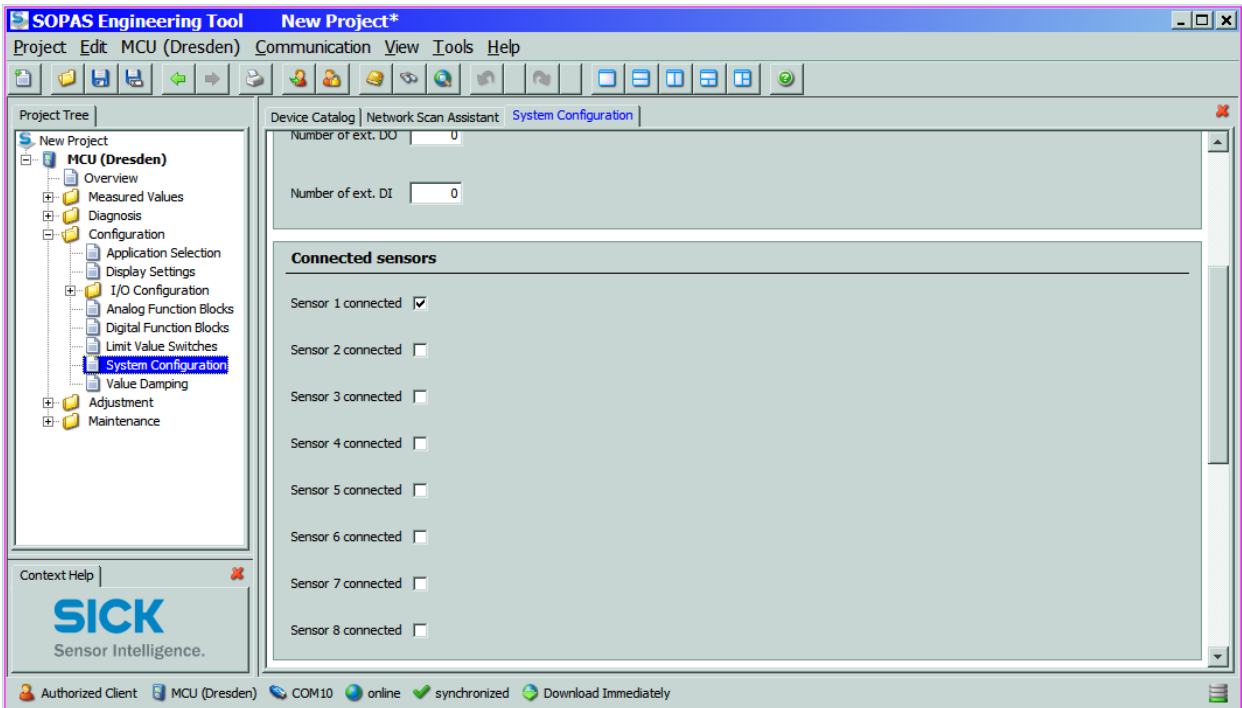 SOPAS Engineering Tool New Project*
Project Edit MCU (Dresden) Communication View Tools Help
Project Tree
New Project
MCU (Dresden)
Overview
Measured Values
Diagnosis
Configuration
Application Selection
Display Settings
I/O Configuration
Analog Function Blocks
Digital Function Blocks
Limit Value Switches
System Configuration
Value Damping
Adjustment
Maintenance
Context Help
SICK
Sensor Intelligence.
Device Catalog Network Scan Assistant System Configuration
Number of ext. DO 0
Number of ext. DI 0
Connected sensors
Sensor 1 connected
Sensor 2 connected
Sensor 3 connected
Sensor 4 connected
Sensor 5 connected
Sensor 6 connected
Sensor 7 connected
Sensor 8 connected
Authorized Client MCU (Dresden) COM10 online synchronized Download Immediately